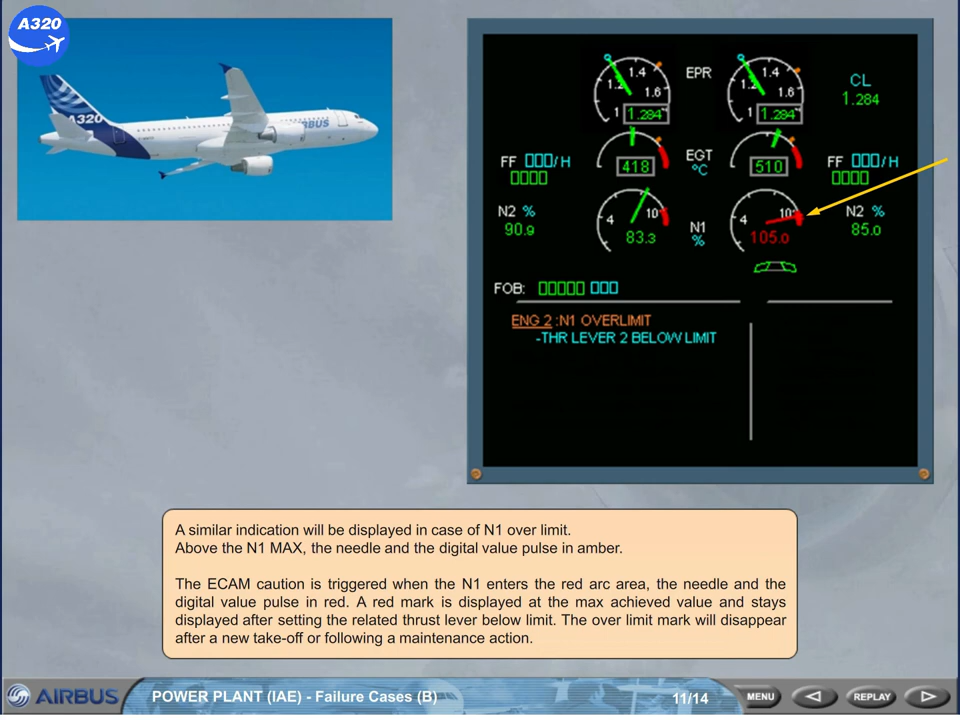 A320
A320
AIRBUS
1.2 1.4 1.6 1 1.284 EPR 1.2 1.4 1.6 1 1.284
CL
1.284
FF /H 418 EGT °C 510 FF /H
N2 % 4 10 N1 % 4 10 N2 %
90.9 83.3 105.0 85.0
FOB:
ENG 2 :N1 OVERLIMIT
-THR LEVER 2 BELOW LIMIT
A similar indication will be displayed in case of N1 over limit.
Above the N1 MAX, the needle and the digital value pulse in amber.
The ECAM caution is triggered when the N1 enters the red arc area, the needle and the
digital value pulse in red. A red mark is displayed at the max achieved value and stays
displayed after setting the related thrust lever below limit. The over limit mark will disappear
after a new take-off or following a maintenance action.
AIRBUS POWER PLANT (IAE) - Failure Cases (B) 11/14 MENU REPLAY